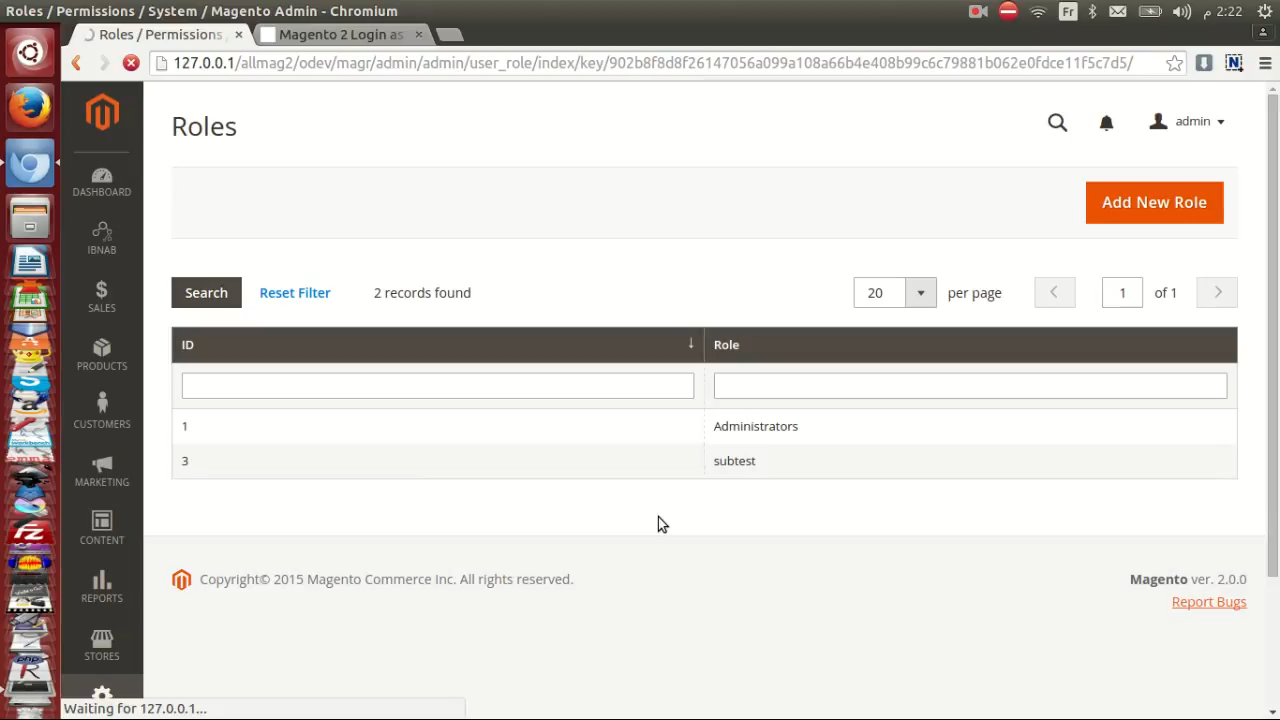 Roles / Permissions / System / Magento Admin - Chromium
Fr
2:22 م
Roles / Permissions
×
Magento 2 Login as
×
127.0.0.1/allmag2/odev/magr/admin/admin/user_role/index/key/902b8f8d8f26147056a099a108a66b4e408b99c6c79881b062e0fdce11f5c7d5/
Roles
admin
DASHBOARD
Add New Role
IBNAB
Search
Reset Filter
2 records found
20
per page
1
of 1
SALES
ID
Role
PRODUCTS
CUSTOMERS
1
Administrators
3
subtest
MARKETING
CONTENT
Copyright© 2015 Magento Commerce Inc. All rights reserved.
Magento ver. 2.0.0
Report Bugs
REPORTS
STORES
Waiting for 127.0.0.1...